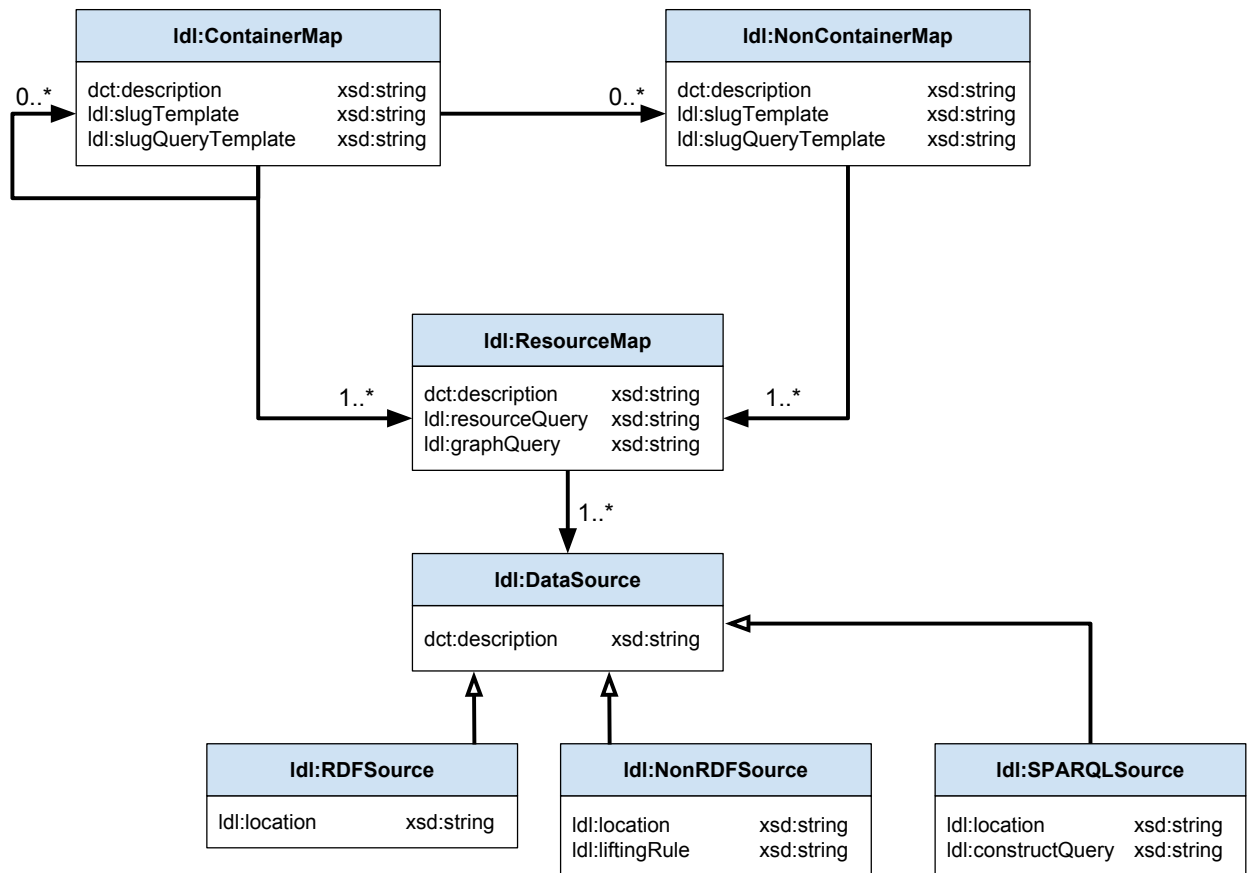 ldl:ContainerMap
dct:description xsd:string
ldl:slugTemplate xsd:string
ldl:slugQueryTemplate xsd:string
0..*
0..*
ldl:NonContainerMap
dct:description xsd:string
ldl:slugTemplate xsd:string
ldl:slugQueryTemplate xsd:string
ldl:ResourceMap
dct:description xsd:string
ldl:resourceQuery xsd:string
ldl:graphQuery xsd:string
1..*
1..*
1..*
ldl:DataSource
dct:description xsd:string
ldl:RDFSource
ldl:location xsd:string
ldl:NonRDFSource
ldl:location xsd:string
ldl:liftingRule xsd:string
ldl:SPARQLSource
ldl:location xsd:string
ldl:constructQuery xsd:string